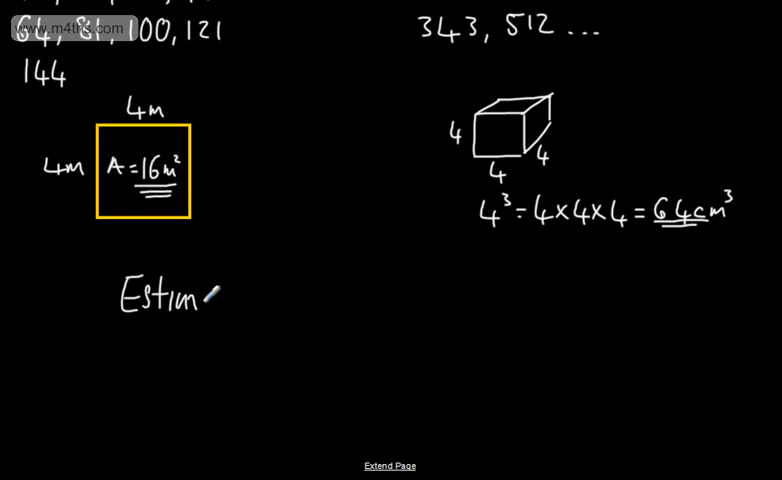 www.m4ths.com
64, 81, 100, 121
144
343, 512 ...
4m
4m
A = 16m²
4
4
4
4³ = 4×4×4 = 64cm³
Estim
Extend Page